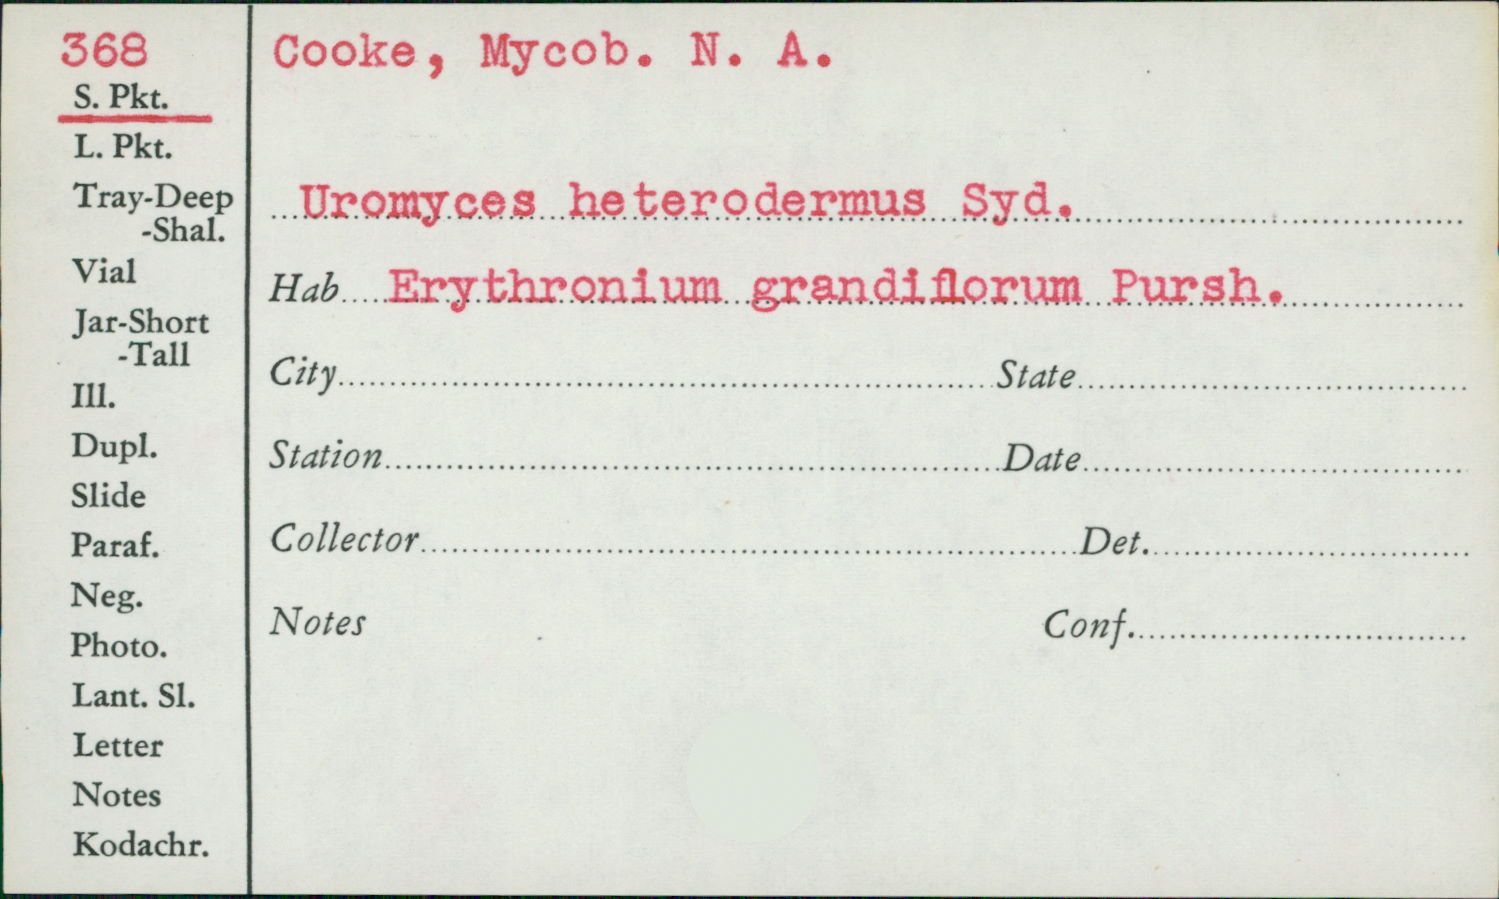 368
S. Pkt.
L. Pkt.
Tray-Deep
-Shal.
Vial
Jar-Short
-Tall
Ill.
Dupl.
Slide
Paraf.
Neg.
Photo.
Lant. Sl.
Letter
Notes
Kodachr.
Cooke, Mycob. N. A.
Uromyces heterodermus Syd.
Hab Erythronium grandiflorum Pursh.
City State
Station Date
Collector Det.
Notes Conf.